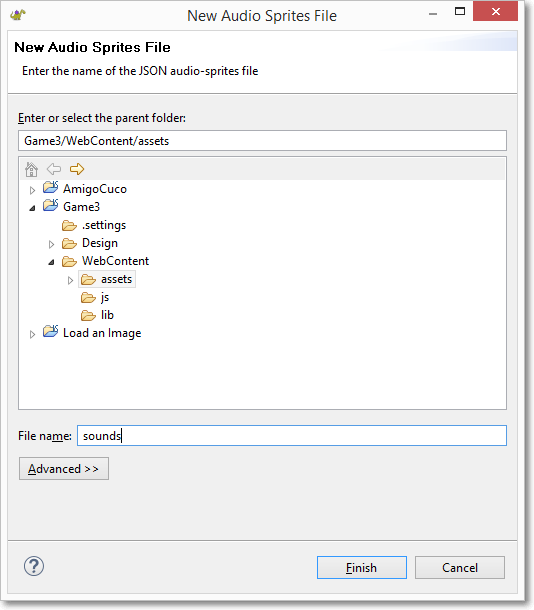 New Audio Sprites File
New Audio Sprites File
Enter the name of the JSON audio-sprites file
Enter or select the parent folder:
Game3/WebContent/assets
AmigoCuco
Game3
.settings
Design
WebContent
assets
js
lib
Load an Image
File name: sounds
Advanced >>
? Finish Cancel